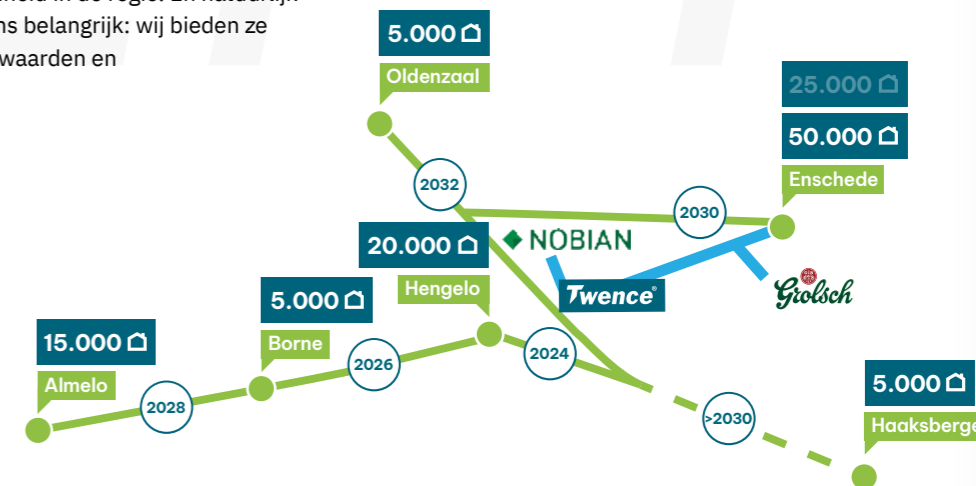 ns belangrijk: wij bieden ze
waarden en
5.000
Oldenzaal
25.000
50.000
Enschede
2032
2030
20.000
NOBIAN
Hengelo
Twence®
Grolsch
5.000
Borne
15.000
Almelo
2024
2026
2028
5.000
Haaksberge
>2030